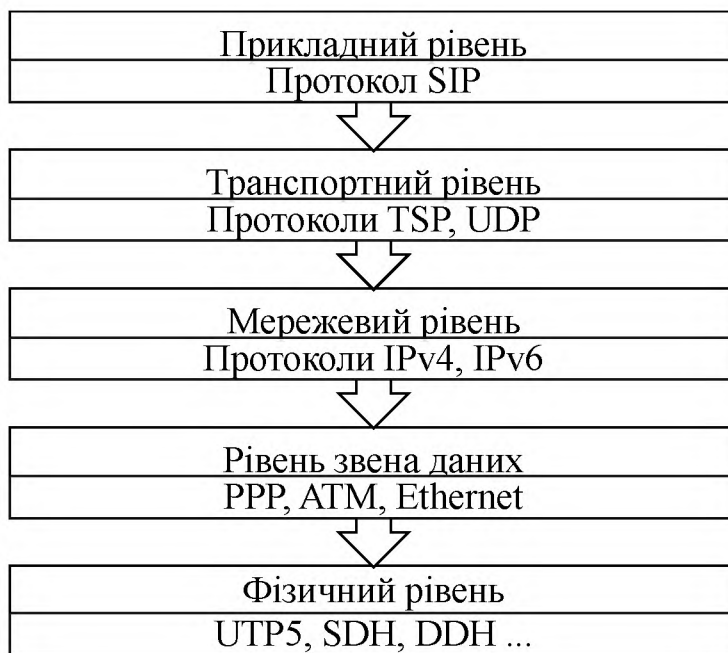 Прикладний рівень
Протокол SIP
Транспортний рівень
Протоколи TSP, UDP
Мережевий рівень
Протоколи IPv4, IPv6
Рівень звена даних
PPP, ATM, Ethernet
Фізичний рівень
UTP5, SDH, DDH ...